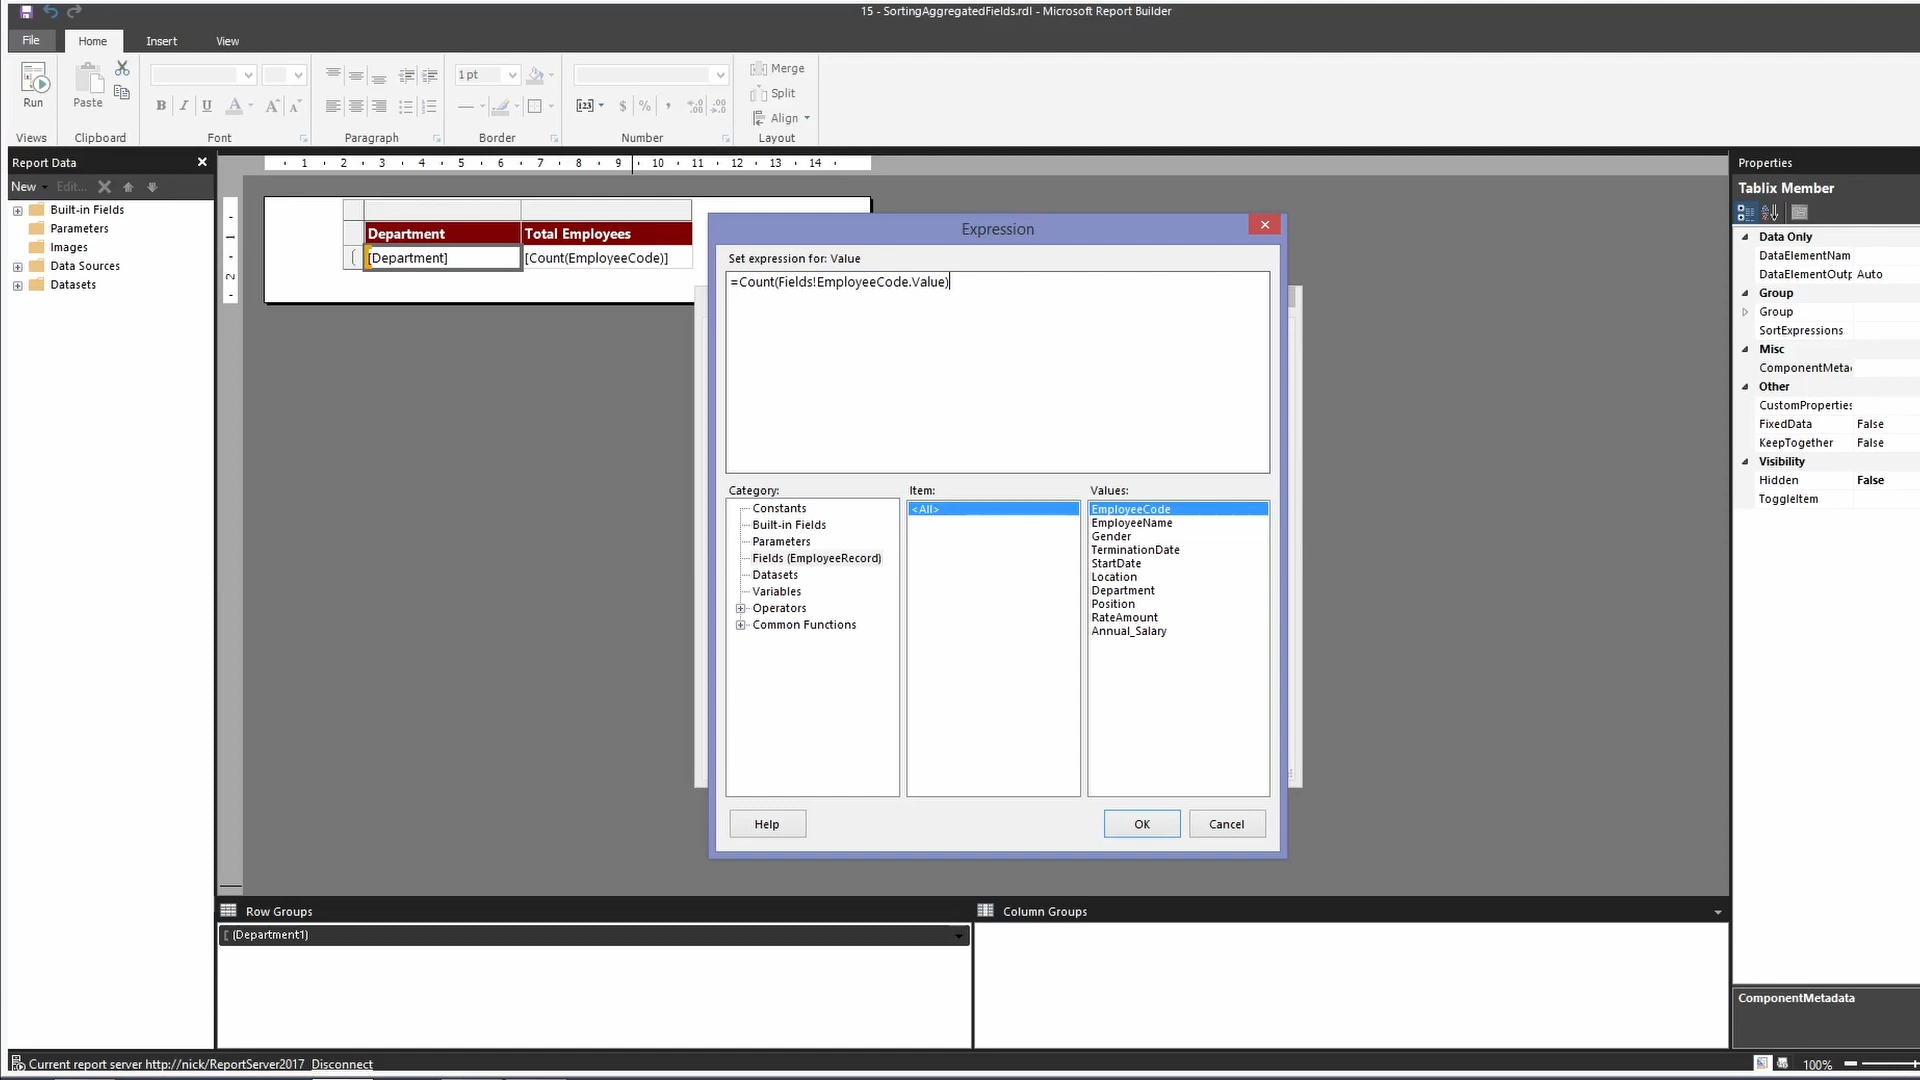 15 - SortingAggregatedFields.rdl - Microsoft Report Builder
File Home Insert View
Run
Paste
1 pt
B I U A A A
123 $ % , .00 .00
Merge
Split
Align
Views Clipboard Font Paragraph Border Number Layout
Report Data
New Edit...
Built-in Fields
Parameters
Images
Data Sources
Datasets
1 2 3 4 5 6 7 8 9 10 11 12 13 14
1
2
Department Total Employees
[Department] [Count(EmployeeCode)]
Expression
Set expression for: Value
=Count(Fields!EmployeeCode.Value)
Category:
Constants
Built-in Fields
Parameters
Fields (EmployeeRecord)
Datasets
Variables
Operators
Common Functions
Item:
<All>
Values:
EmployeeCode
EmployeeName
Gender
TerminationDate
StartDate
Location
Department
Position
RateAmount
Annual_Salary
Help OK Cancel
Properties
Tablix Member
Data Only
DataElementNam
DataElementOutp Auto
Group
Group
SortExpressions
Misc
ComponentMeta
Other
CustomProperties
FixedData False
KeepTogether False
Visibility
Hidden False
ToggleItem
ComponentMetadata
Row Groups
(Department1)
Column Groups
Current report server http://nick/ReportServer2017 Disconnect
100%